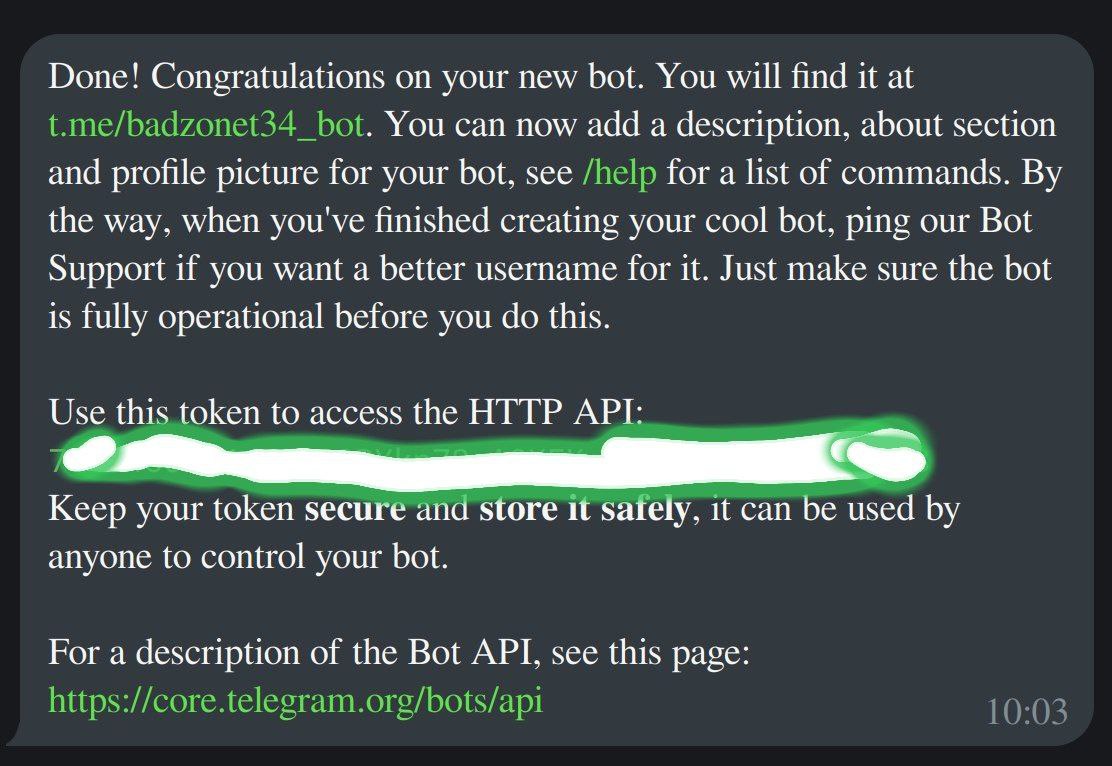 Done! Congratulations on your new bot. You will find it at
t.me/badzonet34_bot. You can now add a description, about section
and profile picture for your bot, see /help for a list of commands. By
the way, when you've finished creating your cool bot, ping our Bot
Support if you want a better username for it. Just make sure the bot
is fully operational before you do this.
Use this token to access the HTTP API:
Keep your token secure and store it safely, it can be used by
anyone to control your bot.
For a description of the Bot API, see this page:
https://core.telegram.org/bots/api
10:03